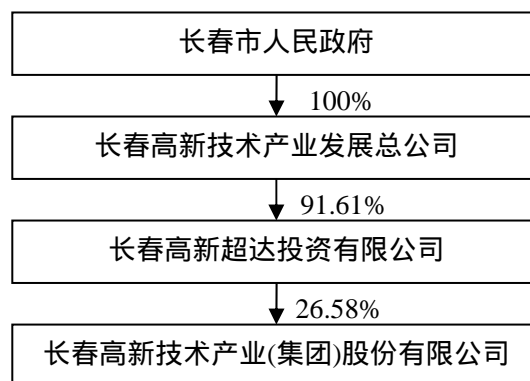 长春市人民政府
100%
长春高新技术产业发展总公司
91.61%
长春高新超达投资有限公司
26.58%
长春高新技术产业(集团)股份有限公司